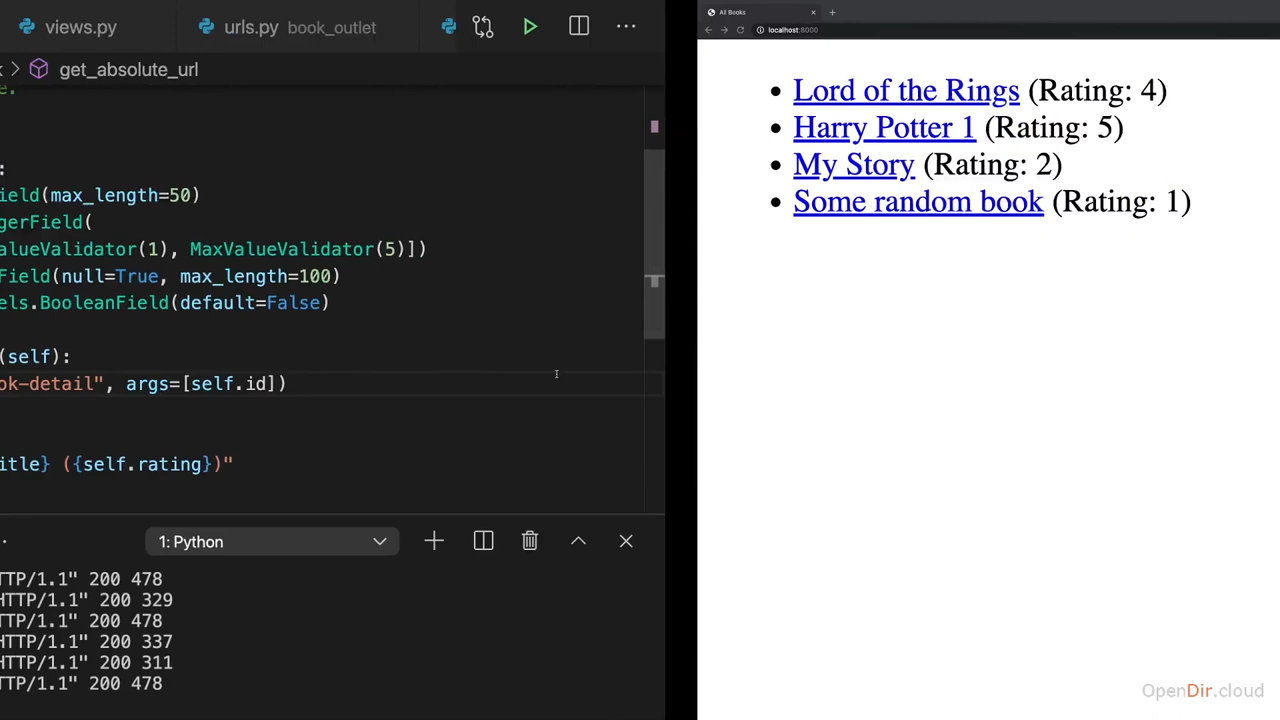 views.py
urls.py book_outlet
get_absolute_url
e.
:
ield(max_length=50)
gerField(
alueValidator(1), MaxValueValidator(5)])
Field(null=True, max_length=100)
els.BooleanField(default=False)
(self):
ok-detail", args=[self.id])
itle} ({self.rating})"
1: Python
TTP/1.1" 200 478
HTTP/1.1" 200 329
TTP/1.1" 200 478
HTTP/1.1" 200 337
HTTP/1.1" 200 311
TTP/1.1" 200 478
All Books
localhost:8000
• Lord of the Rings (Rating: 4)
• Harry Potter 1 (Rating: 5)
• My Story (Rating: 2)
• Some random book (Rating: 1)
OpenDir.cloud